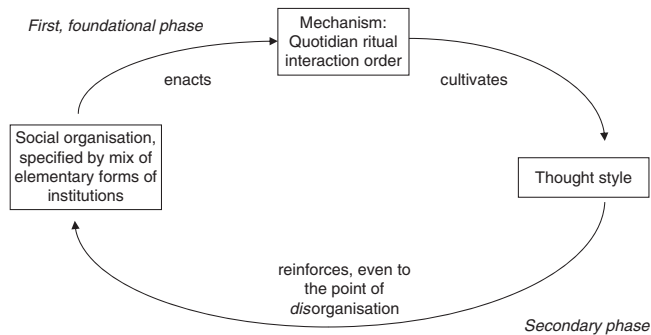 First, foundational phase
Mechanism:
Quotidian ritual
interaction order
enacts
cultivates
Social organisation,
specified by mix of
elementary forms of
institutions
Thought style
reinforces, even to
the point of
disorganisation
Secondary phase